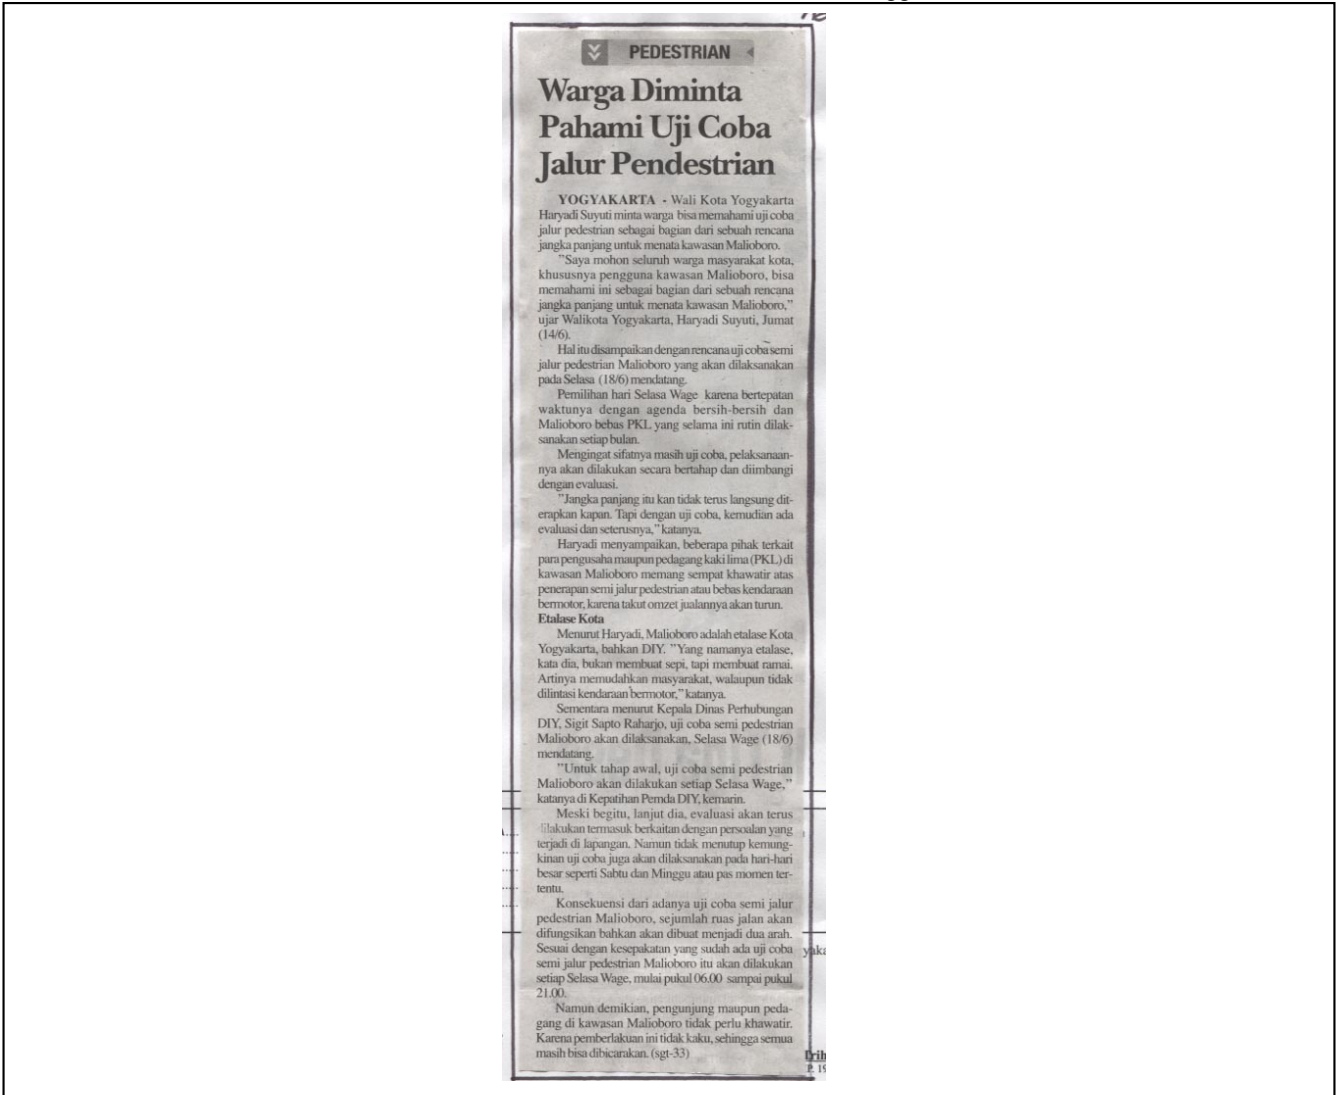 PEDESTRIAN
Warga Diminta
Pahami Uji Coba
Jalur Pendestrian
YOGYAKARTA - Wali Kota Yogyakarta
Haryadi Suyuti minta warga bisa memahami uji coba
jalur pedestrian sebagai bagian dari sebuah rencana
jangka panjang untuk menata kawasan Malioboro.
"Saya mohon seluruh warga masyarakat kota,
khususnya pengguna kawasan Malioboro, bisa
memahami ini sebagai bagian dari sebuah rencana
jangka panjang untuk menata kawasan Malioboro,"
ujar Walikota Yogyakarta, Haryadi Suyuti, Jumat
(14/6).
Hal itu disampaikan dengan rencana uji coba semi
jalur pedestrian Malioboro yang akan dilaksanakan
pada Selasa (18/6) mendatang.
Pemilihan hari Selasa Wage karena bertepatan
waktunya dengan agenda bersih-bersih dan
Malioboro bebas PKL yang selama ini rutin dilak-
sanakan setiap bulan.
Mengingat sifatnya masih uji coba, pelaksanaan-
nya akan dilakukan secara bertahap dan diimbangi
dengan evaluasi.
"Jangka panjang itu kan tidak terus langsung dit-
erapkan kapan. Tapi dengan uji coba, kemudian ada
evaluasi dan seterusnya," katanya.
Haryadi menyampaikan, beberapa pihak terkait
para pengusaha maupun pedagang kaki lima (PKL) di
kawasan Malioboro memang sempat khawatir atas
penerapan semi jalur pedestrian atau bebas kendaraan
bermotor, karena takut omzet jualannya akan turun.
Etalase Kota
Menurut Haryadi, Malioboro adalah etalase Kota
Yogyakarta, bahkan DIY. "Yang namanya etalase,
kata dia, bukan membuat sepi, tapi membuat ramai.
Artinya memudahkan masyarakat, walaupun tidak
dilintasi kendaraan bermotor," katanya.
Sementara menurut Kepala Dinas Perhubungan
DIY, Sigit Sapto Raharjo, uji coba semi pedestrian
Malioboro akan dilaksanakan, Selasa Wage (18/6)
mendatang.
"Untuk tahap awal, uji coba semi pedestrian
Malioboro akan dilakukan setiap Selasa Wage,"
katanya di Kepatihan Pemda DIY, kemarin.
Meski begitu, lanjut dia, evaluasi akan terus
dilakukan termasuk berkaitan dengan persoalan yang
terjadi di lapangan. Namun tidak menutup kemung-
kinan uji coba juga akan dilaksanakan pada hari-hari
besar seperti Sabtu dan Minggu atau pas momen ter-
tentu.
Konsekuensi dari adanya uji coba semi jalur
pedestrian Malioboro, sejumlah ruas jalan akan
difungsikan bahkan akan dibuat menjadi dua arah.
Sesuai dengan kesepakatan yang sudah ada uji coba
semi jalur pedestrian Malioboro itu akan dilakukan
setiap Selasa Wage, mulai pukul 06.00 sampai pukul
21.00.
Namun demikian, pengunjung maupun peda-
gang di kawasan Malioboro tidak perlu khawatir.
Karena pemberlakuan ini tidak kaku, sehingga semua
masih bisa dibicarakan. (sgt-33)